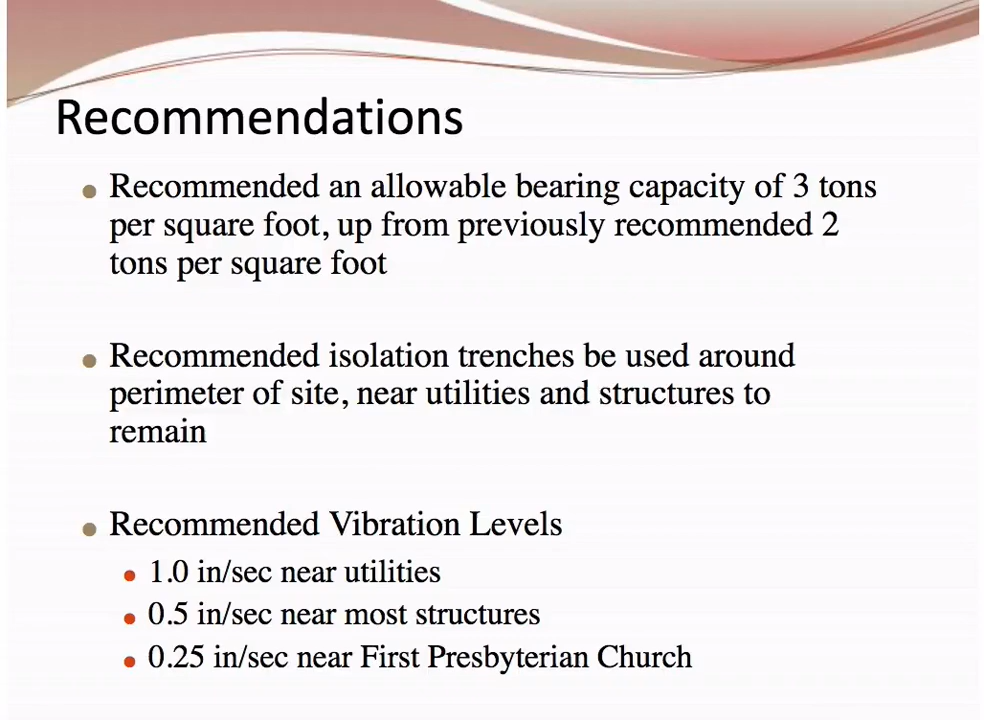 Recommendations
Recommended an allowable bearing capacity of 3 tons
per square foot, up from previously recommended 2
tons per square foot
Recommended isolation trenches be used around
perimeter of site, near utilities and structures to
remain
Recommended Vibration Levels
1.0 in/sec near utilities
0.5 in/sec near most structures
0.25 in/sec near First Presbyterian Church